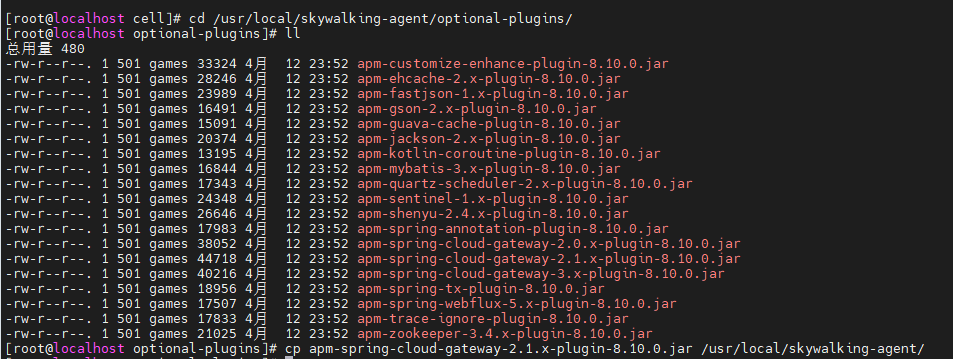 [root@localhost cell]# cd /usr/local/skywalking-agent/optional-plugins/
[root@localhost optional-plugins]# ll
总用量 480
-rw-r--r--. 1 501 games 33324 4月  12 23:52 apm-customize-enhance-plugin-8.10.0.jar
-rw-r--r--. 1 501 games 28246 4月  12 23:52 apm-ehcache-2.x-plugin-8.10.0.jar
-rw-r--r--. 1 501 games 23989 4月  12 23:52 apm-fastjson-1.x-plugin-8.10.0.jar
-rw-r--r--. 1 501 games 16491 4月  12 23:52 apm-gson-2.x-plugin-8.10.0.jar
-rw-r--r--. 1 501 games 15091 4月  12 23:52 apm-guava-cache-plugin-8.10.0.jar
-rw-r--r--. 1 501 games 20374 4月  12 23:52 apm-jackson-2.x-plugin-8.10.0.jar
-rw-r--r--. 1 501 games 13195 4月  12 23:52 apm-kotlin-coroutine-plugin-8.10.0.jar
-rw-r--r--. 1 501 games 16844 4月  12 23:52 apm-mybatis-3.x-plugin-8.10.0.jar
-rw-r--r--. 1 501 games 17343 4月  12 23:52 apm-quartz-scheduler-2.x-plugin-8.10.0.jar
-rw-r--r--. 1 501 games 24348 4月  12 23:52 apm-sentinel-1.x-plugin-8.10.0.jar
-rw-r--r--. 1 501 games 26646 4月  12 23:52 apm-shenyu-2.4.x-plugin-8.10.0.jar
-rw-r--r--. 1 501 games 17983 4月  12 23:52 apm-spring-annotation-plugin-8.10.0.jar
-rw-r--r--. 1 501 games 38052 4月  12 23:52 apm-spring-cloud-gateway-2.0.x-plugin-8.10.0.jar
-rw-r--r--. 1 501 games 44718 4月  12 23:52 apm-spring-cloud-gateway-2.1.x-plugin-8.10.0.jar
-rw-r--r--. 1 501 games 40216 4月  12 23:52 apm-spring-cloud-gateway-3.x-plugin-8.10.0.jar
-rw-r--r--. 1 501 games 18956 4月  12 23:52 apm-spring-tx-plugin-8.10.0.jar
-rw-r--r--. 1 501 games 17507 4月  12 23:52 apm-spring-webflux-5.x-plugin-8.10.0.jar
-rw-r--r--. 1 501 games 17833 4月  12 23:52 apm-trace-ignore-plugin-8.10.0.jar
-rw-r--r--. 1 501 games 21025 4月  12 23:52 apm-zookeeper-3.4.x-plugin-8.10.0.jar
[root@localhost optional-plugins]# cp apm-spring-cloud-gateway-2.1.x-plugin-8.10.0.jar /usr/local/skywalking-agent/